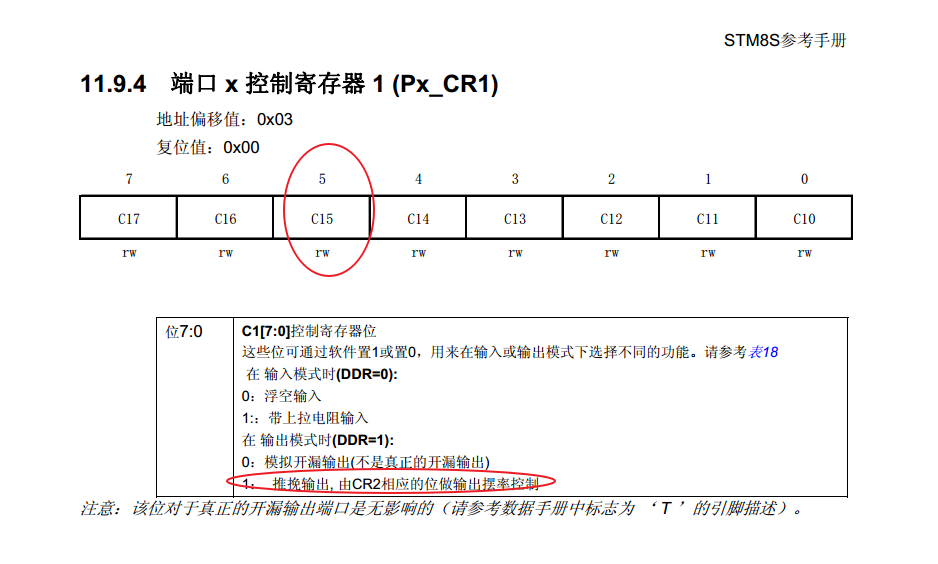 STM8S参考手册
11.9.4 端口 x 控制寄存器 1 (Px_CR1)
地址偏移值：0x03
复位值：0x00
7 6 5 4 3 2 1 0
C17 C16 C15 C14 C13 C12 C11 C10
rw rw rw rw rw rw rw rw
位7:0 C1[7:0]控制寄存器位
这些位可通过软件置1或置0，用来在输入或输出模式下选择不同的功能。请参考表18
在 输入模式时(DDR=0):
0：浮空输入
1:：带上拉电阻输入
在 输出模式时(DDR=1):
0：模拟开漏输出(不是真正的开漏输出)
1： 推挽输出, 由CR2相应的位做输出摆率控制
注意：该位对于真正的开漏输出端口是无影响的（请参考数据手册中标志为 ‘T ’的引脚描述）。